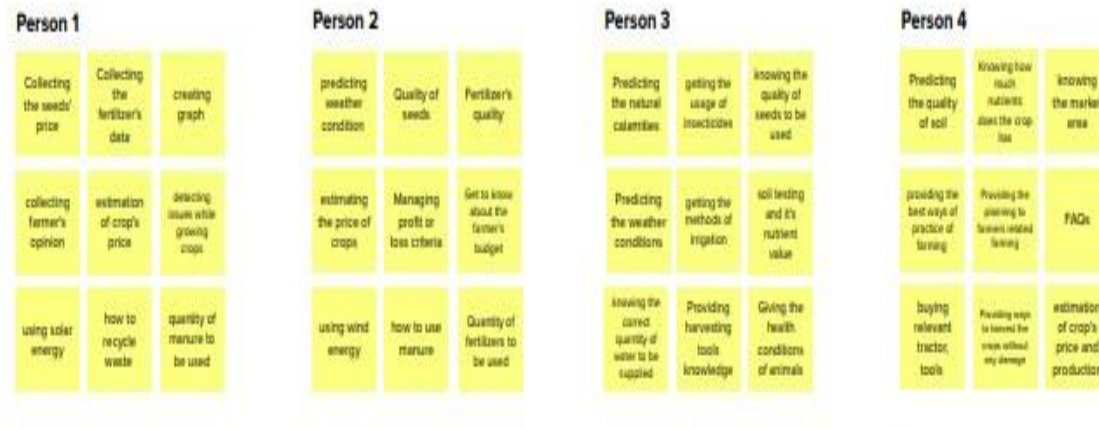 Person 1
Collecting
the seeds'
price
Collecting
the
fertilizer's
data
creating
graph
collecting
farmer's
opinion
estimation
of crop's
price
detecting
issues while
growing
crops
using solar
energy
how to
recycle
waste
quantity of
manure to
be used
Person 2
predicting
weather
condition
Quality of
seeds
Fertilizer's
quality
estimating
the price of
crops
Managing
profit or
loss criteria
Get to know
about the
farmer's
budget
using wind
energy
how to use
manure
Quantity of
fertilizers to
be used
Person 3
Predicting
the natural
calamities
getting the
usage of
insecticides
knowing the
quality of
seeds to be
used
Predicting
the weather
conditions
getting the
methods of
irrigation
soil testing
and it's
nutrient
value
knowing the
correct
quantity of
water to be
supplied
Providing
harvesting
tools
knowledge
Giving the
health
conditions
of animals
Person 4
Predicting
the quality
of soil
Knowing how
much
nutrients
does the crop
has
knowing
the market
area
providing the
best ways of
practice of
farming
Providing the
planning to
farmers related
farming
FAQs
buying
relevant
tractor,
tools
Providing ways
to harvest the
crops without
any damage
estimation
of crop's
price and
production